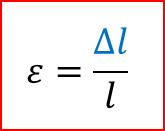 ε = Δl / l